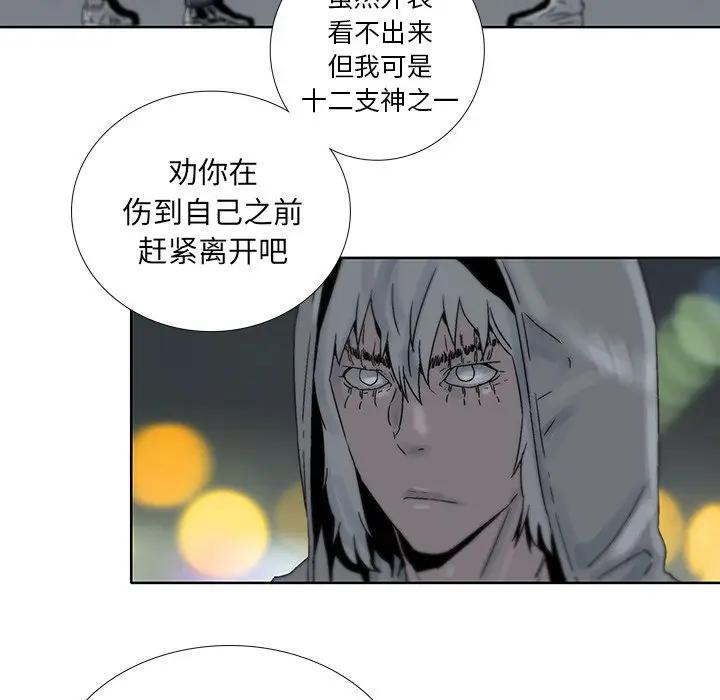 看不出来
但我可是
十二支神之一
劝你在
伤到自己之前
赶紧离开吧